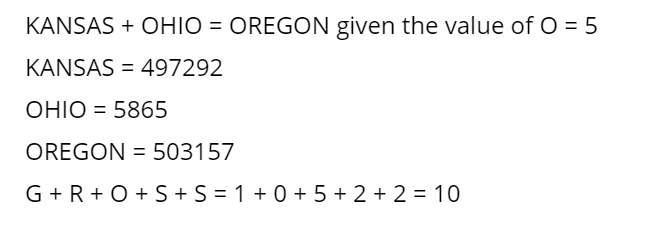 KANSAS + OHIO = OREGON given the value of O = 5
KANSAS = 497292
OHIO = 5865
OREGON = 503157
G + R + O + S + S = 1 + 0 + 5 + 2 + 2 = 10